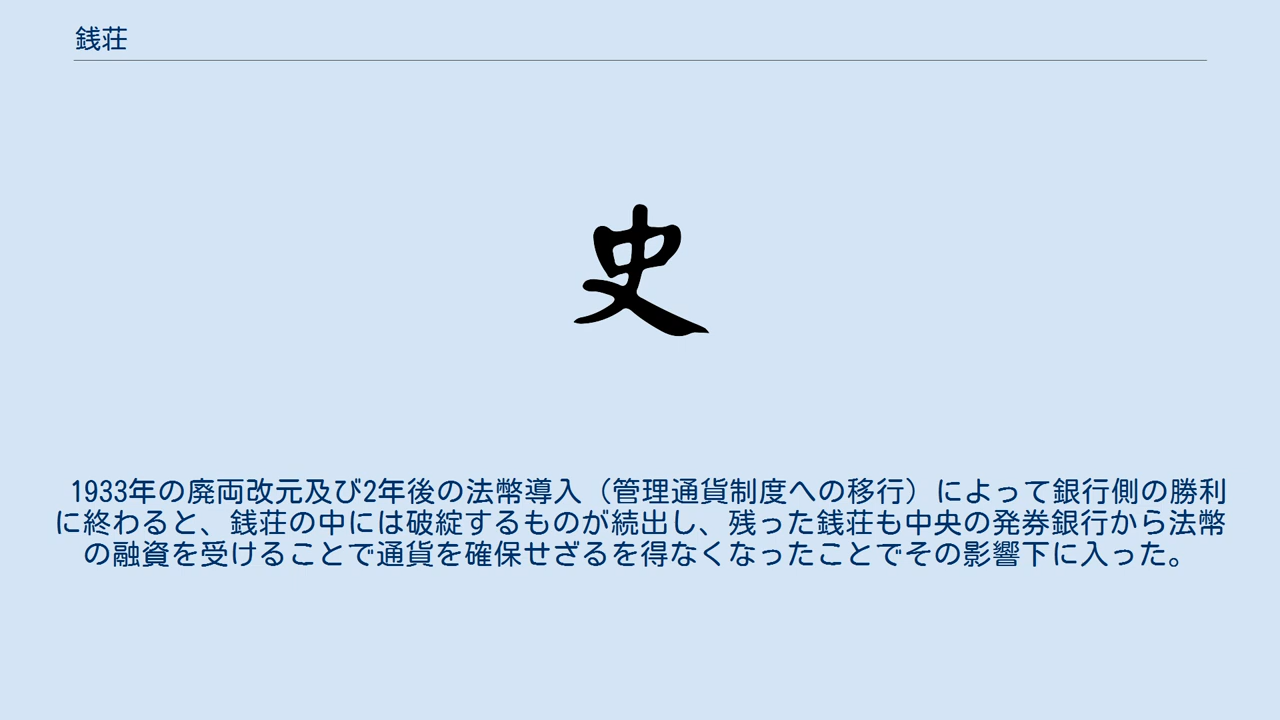 銭荘
史
1933年の廃両改元及び2年後の法幣導入（管理通貨制度への移行）によって銀行側の勝利
に終わると、銭荘の中には破綻するものが続出し、残った銭荘も中央の発券銀行から法幣
の融資を受けることで通貨を確保せざるを得なくなったことでその影響下に入った。